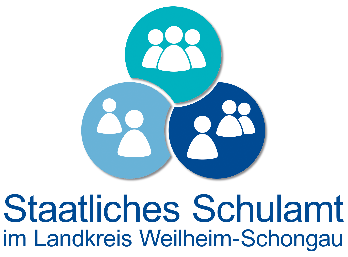 Staatliches Schulamt
im Landkreis Weilheim-Schongau